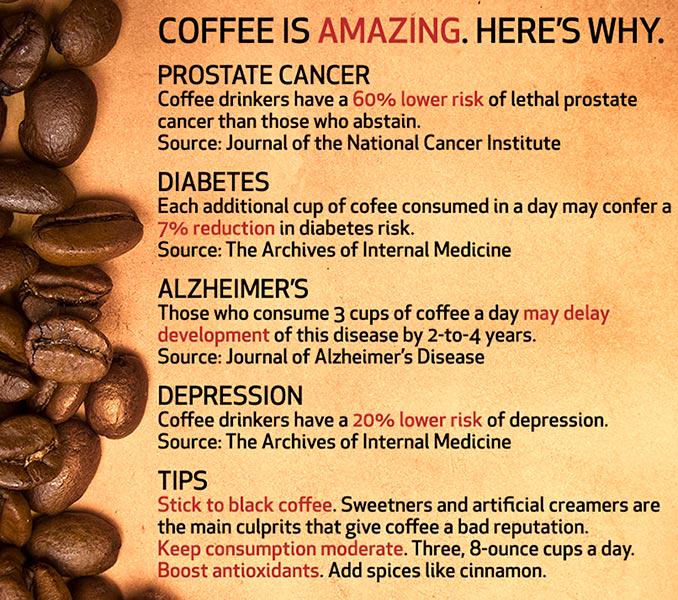 COFFEE IS AMAZING. HERE'S WHY.
PROSTATE CANCER
Coffee drinkers have a 60% lower risk of lethal prostate
cancer than those who abstain.
Source: Journal of the National Cancer Institute
DIABETES
Each additional cup of cofee consumed in a day may confer a
7% reduction in diabetes risk.
Source: The Archives of Internal Medicine
ALZHEIMER'S
Those who consume 3 cups of coffee a day may delay
development of this disease by 2-to-4 years.
Source: Journal of Alzheimer's Disease
DEPRESSION
Coffee drinkers have a 20% lower risk of depression.
Source: The Archives of Internal Medicine
TIPS
Stick to black coffee. Sweetners and artificial creamers are
the main culprits that give coffee a bad reputation.
Keep consumption moderate. Three, 8-ounce cups a day.
Boost antioxidants. Add spices like cinnamon.